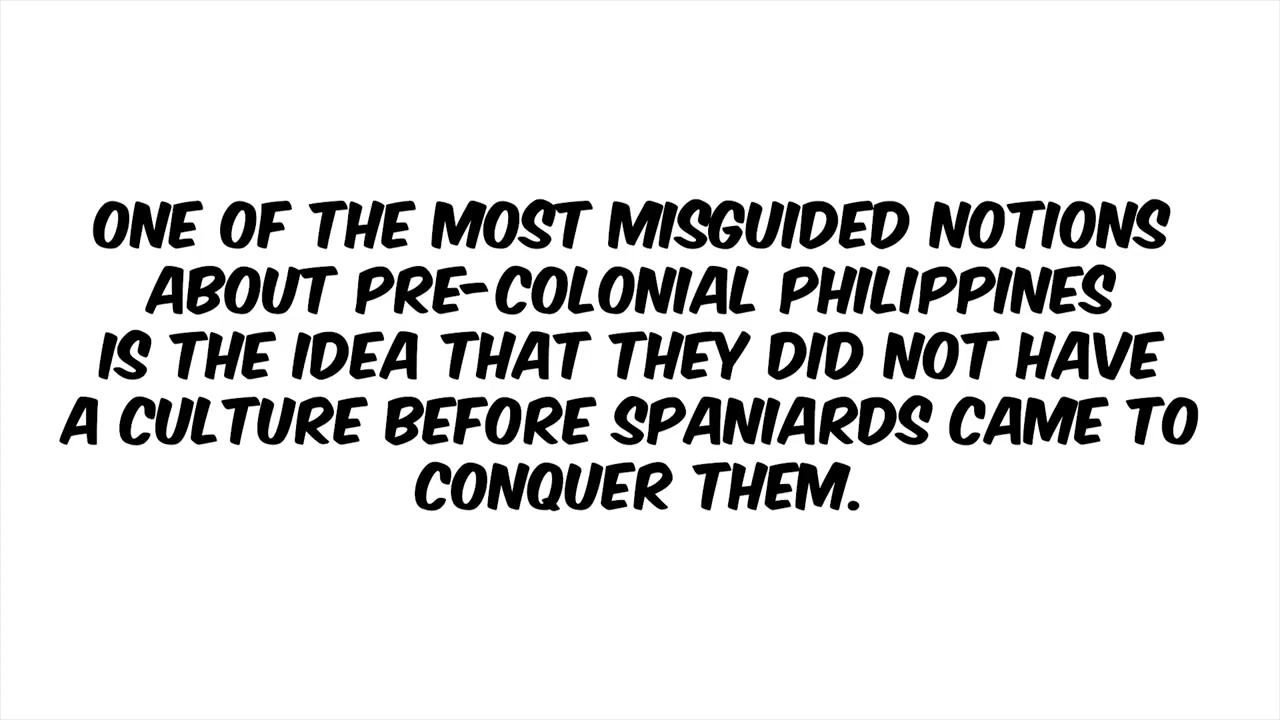 ONE OF THE MOST MISGUIDED NOTIONS
ABOUT PRE-COLONIAL PHILIPPINES
IS THE IDEA THAT THEY DID NOT HAVE
A CULTURE BEFORE SPANIARDS CAME TO
CONQUER THEM.